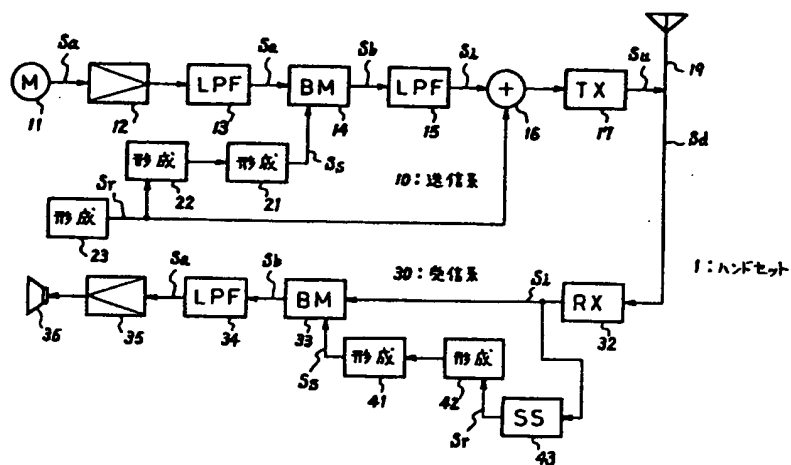 Sa
Sa
Sb
Si
Su
19
M
LPF
BM
LPF
+
TX
11
12
13
14
15
16
17
Ss
Sd
形成
形成
22
21
10:送信系
Sr
形成
23
1:ハンドセット
30:受信系
Sa
Sb
Si
LPF
BM
RX
36
35
34
33
32
Ss
形成
形成
41
42
Sr
SS
43